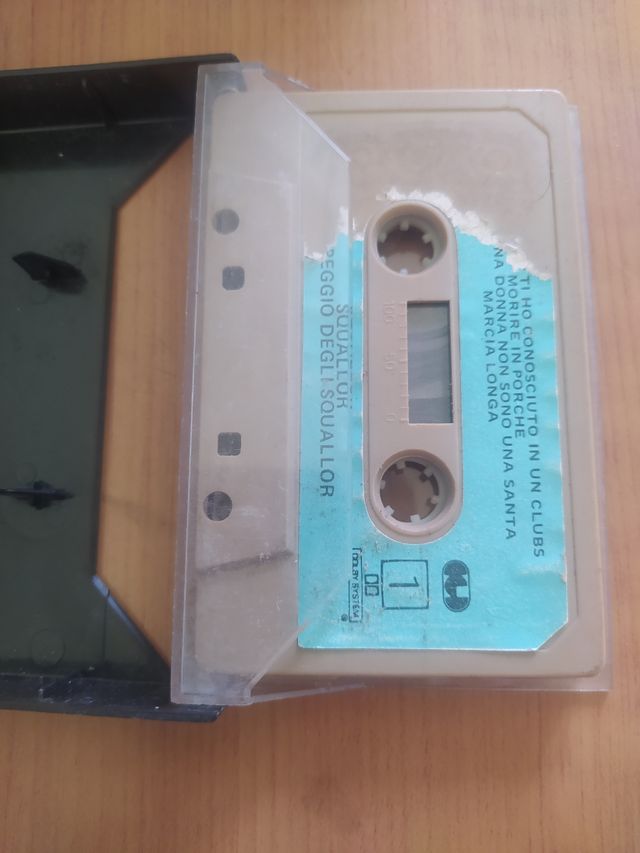 TI HO CONOSCIUTO IN UN CLUBS
MORIRE IN PORCHE
NA DONNA NON SONO UNA SANTA
MARCIA LONGA
1
100 50 0
DOLBY SYSTEM
SQUALLOR
PEGGIO DEGLI SQUALLOR